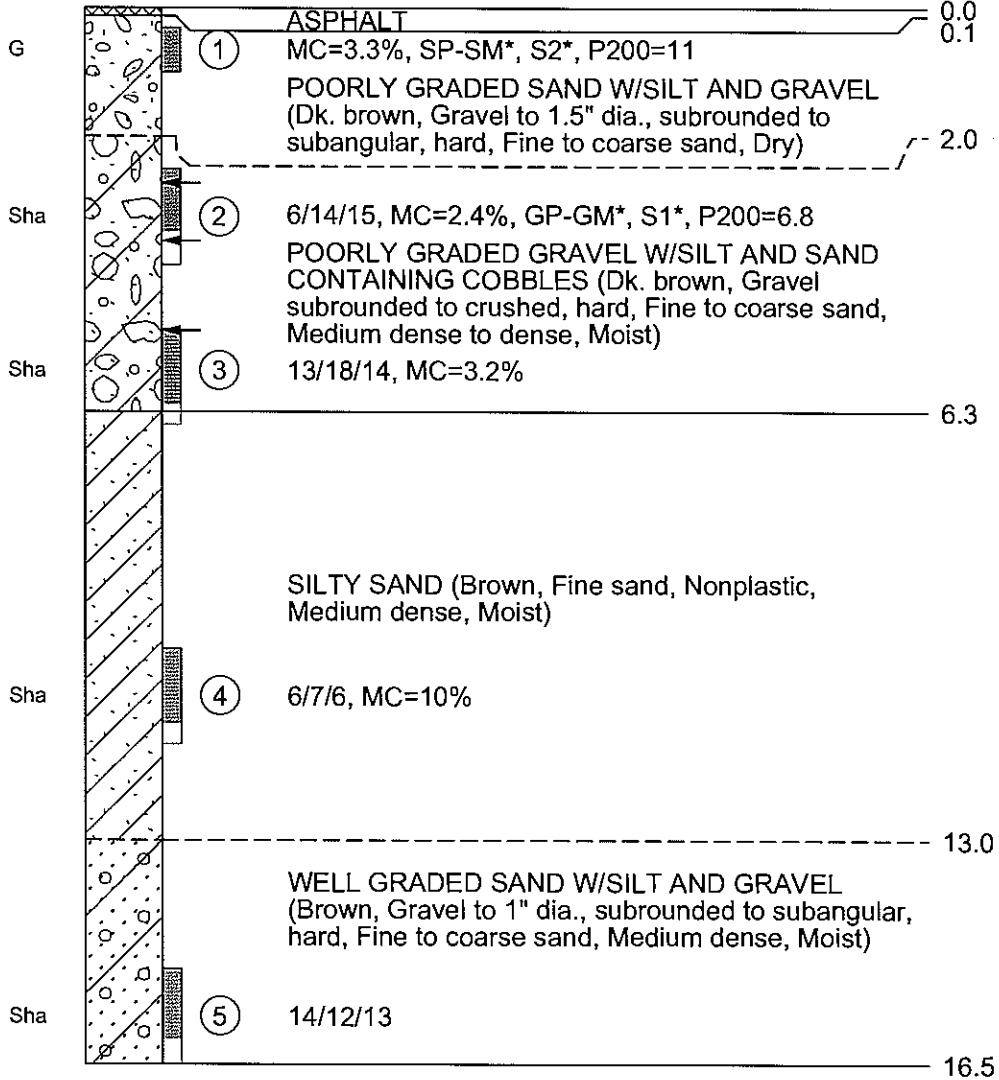 0.0
ASPHALT
0.1
G
1
MC=3.3%, SP-SM*, S2*, P200=11
POORLY GRADED SAND W/SILT AND GRAVEL
(Dk. brown, Gravel to 1.5" dia., subrounded to
subangular, hard, Fine to coarse sand, Dry)
2.0
Sha
2
6/14/15, MC=2.4%, GP-GM*, S1*, P200=6.8
POORLY GRADED GRAVEL W/SILT AND SAND
CONTAINING COBBLES (Dk. brown, Gravel
subrounded to crushed, hard, Fine to coarse sand,
Medium dense to dense, Moist)
Sha
3
13/18/14, MC=3.2%
6.3
SILTY SAND (Brown, Fine sand, Nonplastic,
Medium dense, Moist)
Sha
4
6/7/6, MC=10%
13.0
WELL GRADED SAND W/SILT AND GRAVEL
(Brown, Gravel to 1" dia., subrounded to subangular,
hard, Fine to coarse sand, Medium dense, Moist)
Sha
5
14/12/13
16.5